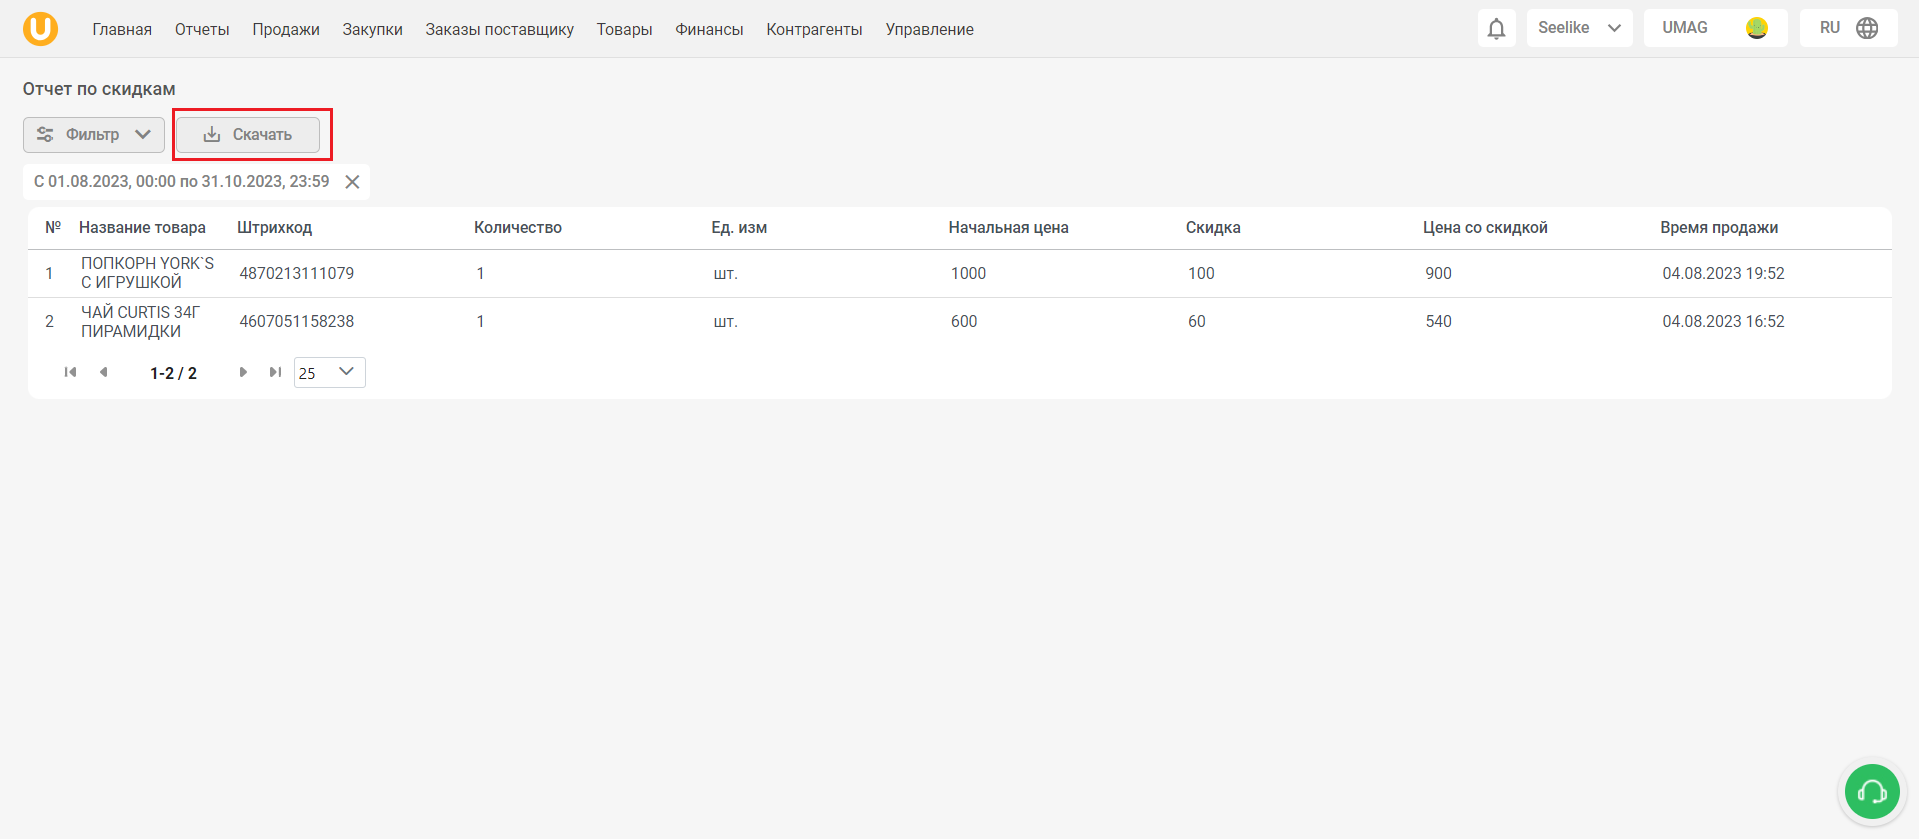 U Главная Отчеты Продажи Закупки Заказы поставщику Товары Финансы Контрагенты Управление Seelike UMAG RU
Отчет по скидкам
Фильтр Скачать
С 01.08.2023, 00:00 по 31.10.2023, 23:59
№ Название товара Штрихкод Количество Ед. изм Начальная цена Скидка Цена со скидкой Время продажи
1 ПОПКОРН YORK`S 4870213111079 1 шт. 1000 100 900 04.08.2023 19:52
С ИГРУШКОЙ
2 ЧАЙ CURTIS 34Г 4607051158238 1 шт. 600 60 540 04.08.2023 16:52
ПИРАМИДКИ
1-2 / 2 25